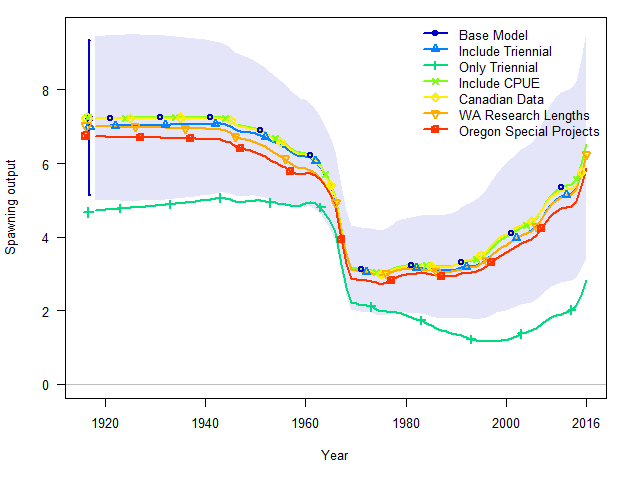 Base Model
Include Triennial
Only Triennial
Include CPUE
Canadian Data
WA Research Lengths
Oregon Special Projects
Spawning output
8
6
4
2
0
1920
1940
1960
1980
2000
2016
Year